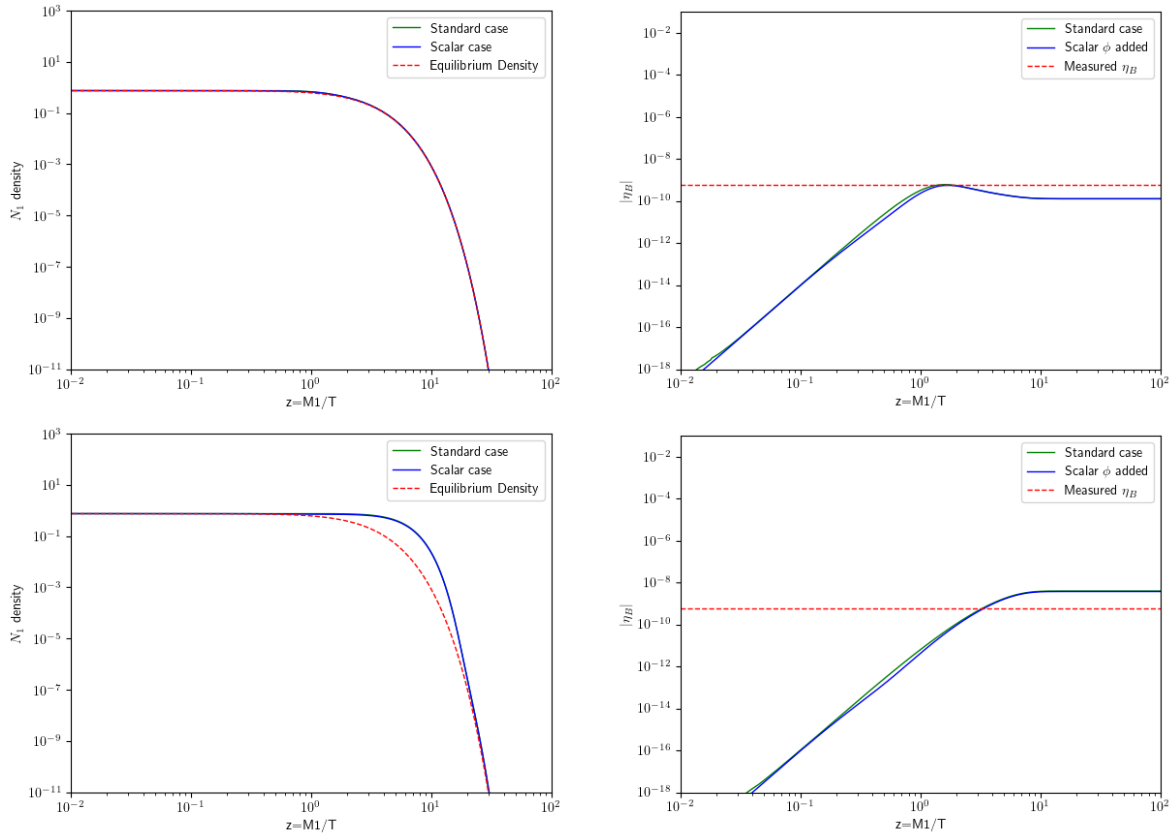 10^3
10^1
10^-1
10^-3
10^-5
10^-7
10^-9
10^-11
N_1 density
Standard case
Scalar case
Equilibrium Density
10^-2
10^-1
10^0
10^1
10^2
z=M1/T
10^-2
10^-4
10^-6
10^-8
10^-10
10^-12
10^-14
10^-16
10^-18
|η_B|
Standard case
Scalar ϕ added
Measured η_B
10^-2
10^-1
10^0
10^1
10^2
z=M1/T
10^3
10^1
10^-1
10^-3
10^-5
10^-7
10^-9
10^-11
N_1 density
Standard case
Scalar case
Equilibrium Density
10^-2
10^-1
10^0
10^1
10^2
z=M1/T
10^-2
10^-4
10^-6
10^-8
10^-10
10^-12
10^-14
10^-16
10^-18
|η_B|
Standard case
Scalar ϕ added
Measured η_B
10^-2
10^-1
10^0
10^1
10^2
z=M1/T